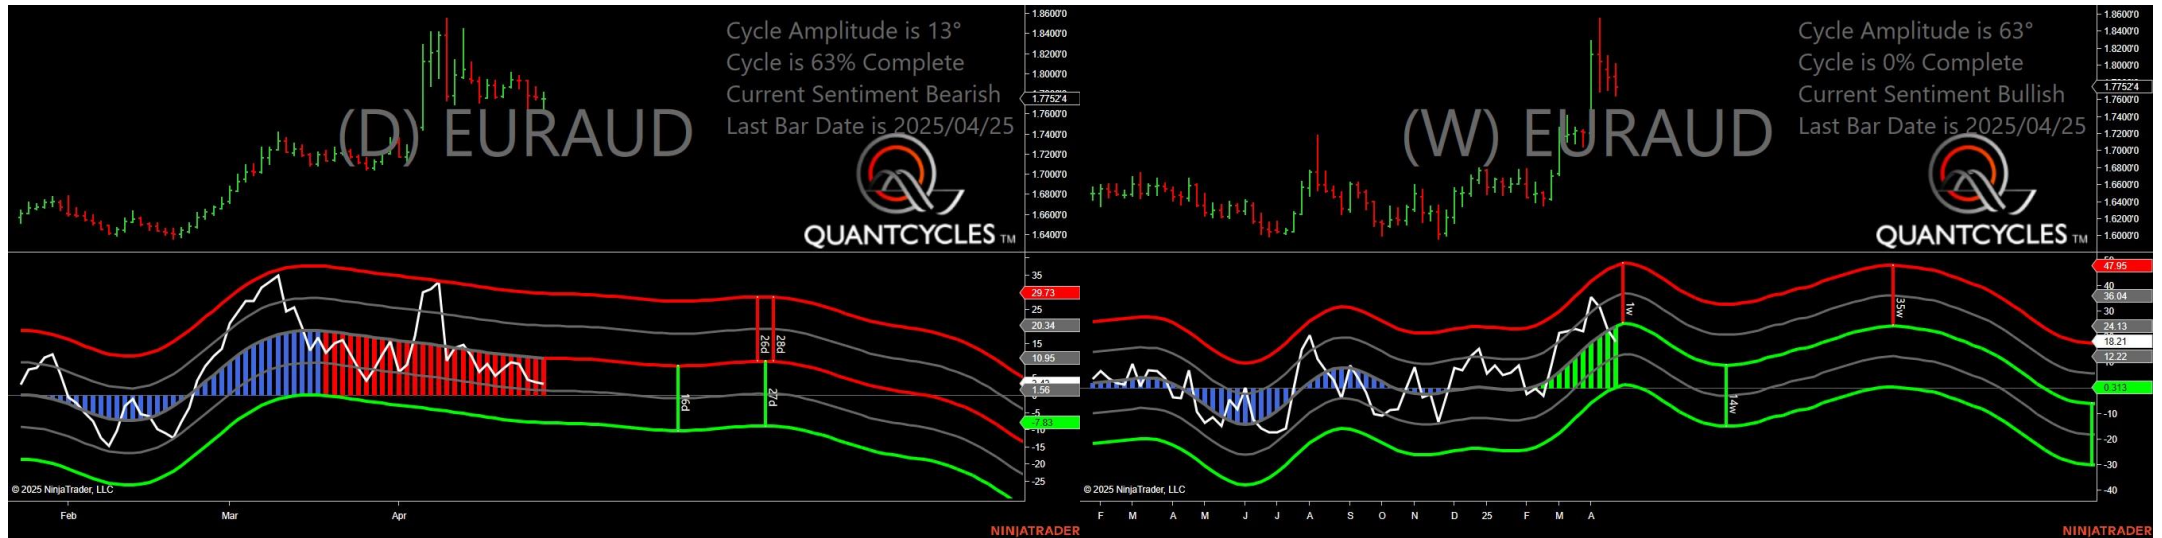 Cycle Amplitude is 13°
Cycle is 63% Complete
Current Sentiment Bearish
Last Bar Date is 2025/04/25
(D) EURAUD
QUANTCYCLES TM
1.8600'0
1.8400'0
1.8200'0
1.8000'0
1.7752'4
1.7600'0
1.7400'0
1.7200'0
1.7000'0
1.6800'0
1.6600'0
1.6400'0
35
29.73
25
20.34
15
10.95
1.56
-5
-7.83
-10
-15
-20
-25
16d
26d
27d
28d
© 2025 NinjaTrader, LLC
Feb Mar Apr
NINJATRADER
Cycle Amplitude is 63°
Cycle is 0% Complete
Current Sentiment Bullish
Last Bar Date is 2025/04/25
(W) EURAUD
QUANTCYCLES TM
1.8600'0
1.8400'0
1.8200'0
1.8000'0
1.7752'4
1.7600'0
1.7400'0
1.7200'0
1.7000'0
1.6800'0
1.6600'0
1.6400'0
1.6200'0
1.6000'0
47.95
40
36.04
30
24.13
18.21
12.22
0.313
-10
-20
-30
-40
1w
14w
35w
© 2025 NinjaTrader, LLC
F M A M J J A S O N D 25 F M A
NINJATRADER